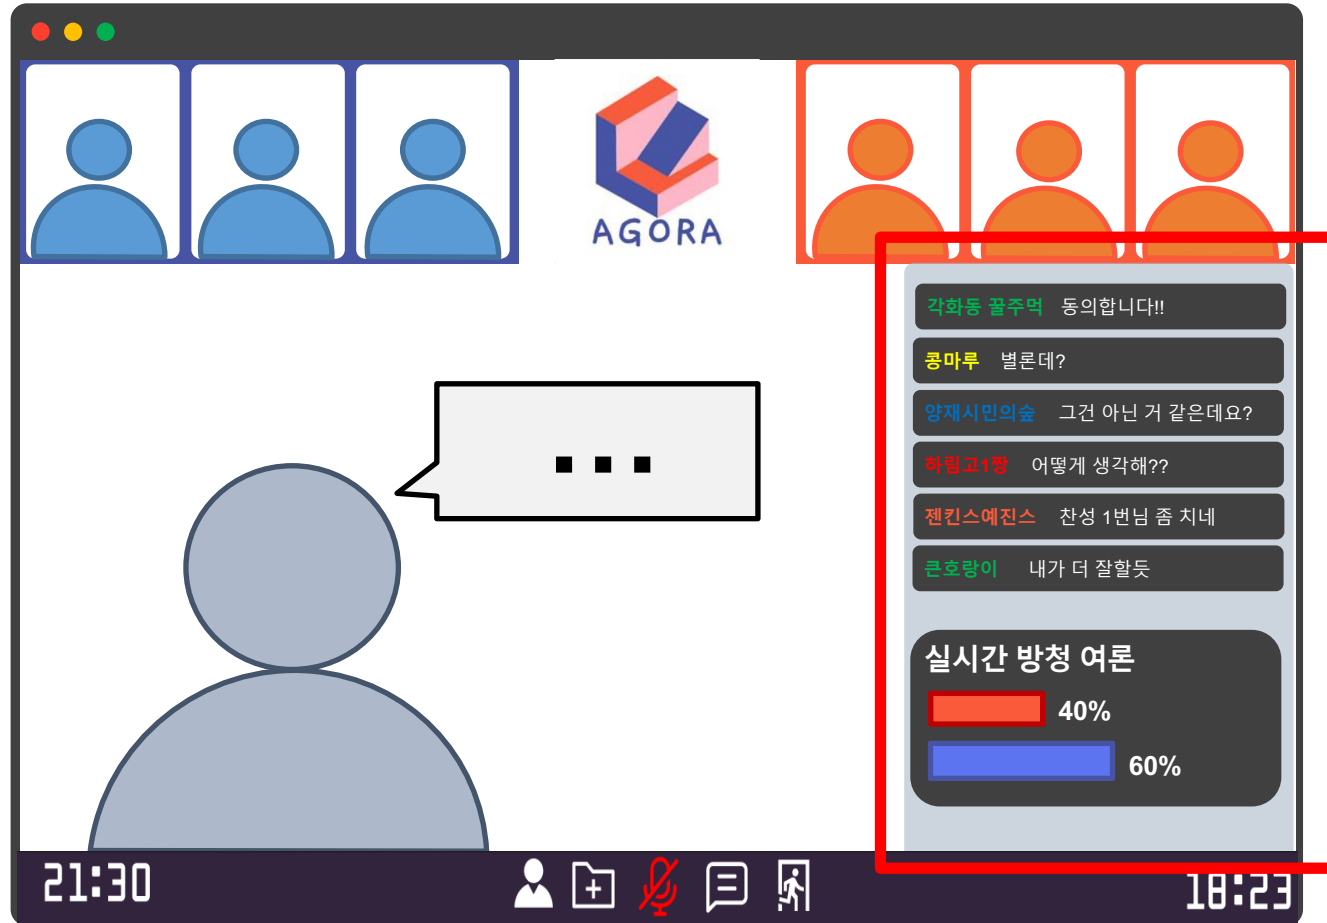 AGORA
각화동 꿀주먹 동의합니다!!
콩마루 별론데?
양재시민의숲 그건 아닌 거 같은데요?
하림고1짱 어떻게 생각해??
젠킨스예진스 찬성 1번님 좀 치네
큰호랑이 내가 더 잘할듯
실시간 방청 여론
40%
60%
21:30
18:23